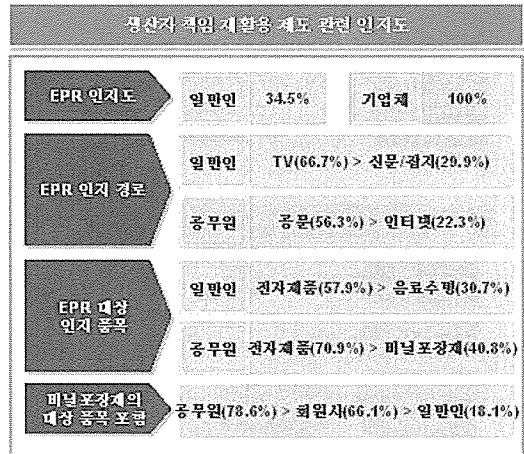 생산자 책임 재활용 제도 관련 인지도
EPR 인지도
일반인 34.5% 기업체 100%
EPR 인지 경로
일반인 TV(66.7%) > 신문/잡지(29.9%)
공무원 공문(56.3%) > 인터넷(22.3%)
EPR 대상
인지 품목
일반인 전자제품(57.9%) > 음료수병(30.7%)
공무원 전자제품(70.9%) > 비닐포장재(40.8%)
비닐포장재의
대상 품목 포함
공무원(78.6%) > 회원사(66.1%) > 일반인(18.1%)